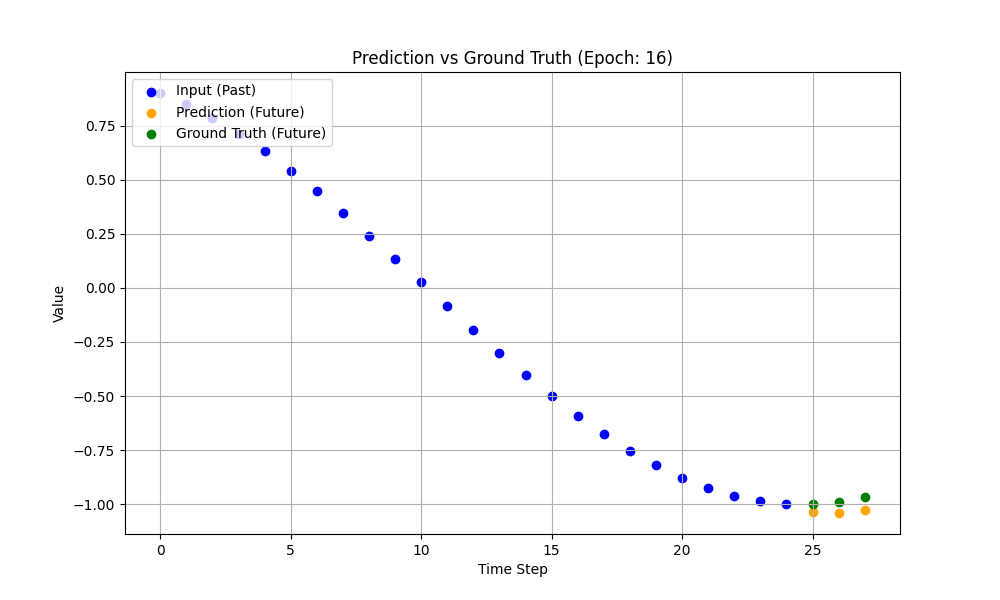 Prediction vs Ground Truth (Epoch: 16)
Input (Past)
Prediction (Future)
Ground Truth (Future)
0.75
0.50
0.25
0.00
−0.25
−0.50
−0.75
−1.00
Value
0 5 10 15 20 25
Time Step